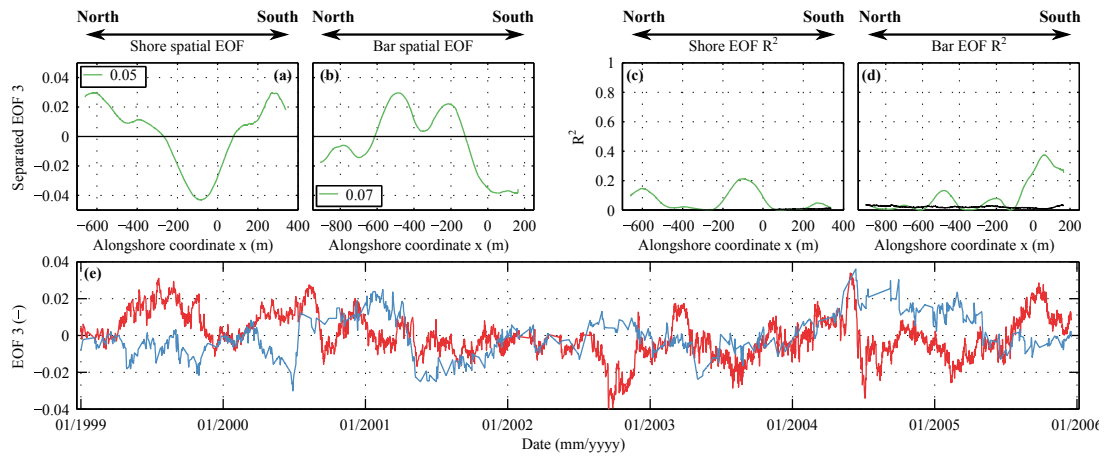 North South North South North South North South
Shore spatial EOF Bar spatial EOF Shore EOF R² Bar EOF R²
Separated EOF 3
0.04
0.02
0
−0.02
−0.04
0.05
(a)
(b)
0.07
−600 −400 −200 0 200 400
−800 −600 −400 −200 0
Alongshore coordinate x (m) Alongshore coordinate x (m)
R²
1
0.8
0.6
0.4
0.2
0
(c)
(d)
−600 −400 −200 0 200 400
−800 −600 −400 −200 0
Alongshore coordinate x (m) Alongshore coordinate x (m)
(e)
EOF 3 (−)
0.04
0.02
0
−0.02
−0.04
01/1999 01/2000 01/2001 01/2002 01/2003 01/2004 01/2005 01/2006
Date (mm/yyyy)